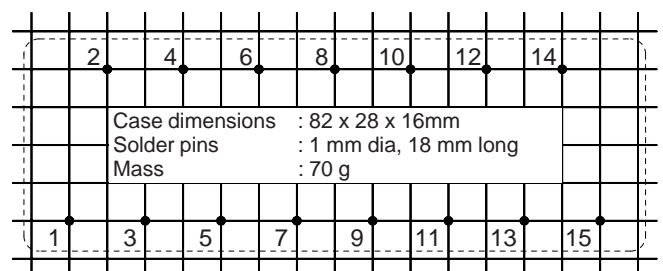 2 4 6 8 10 12 14
Case dimensions : 82 x 28 x 16mm
Solder pins : 1 mm dia, 18 mm long
Mass : 70 g
1 3 5 7 9 11 13 15